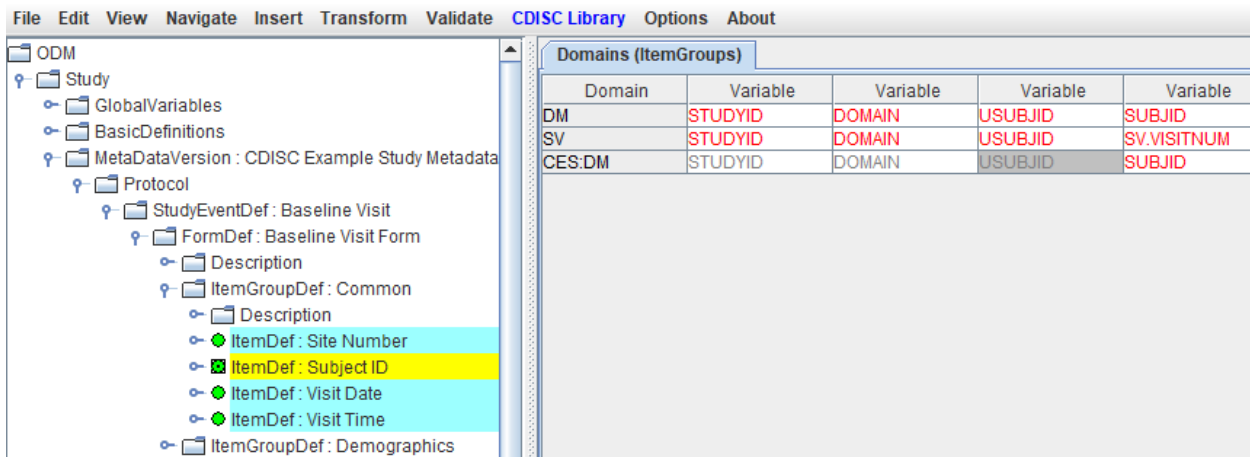 File Edit View Navigate Insert Transform Validate CDISC Library Options About
ODM
Study
GlobalVariables
BasicDefinitions
MetaDataVersion : CDISC Example Study Metadata
Protocol
StudyEventDef : Baseline Visit
FormDef : Baseline Visit Form
Description
ItemGroupDef : Common
Description
ItemDef : Site Number
ItemDef : Subject ID
ItemDef : Visit Date
ItemDef : Visit Time
ItemGroupDef : Demographics
Domains (ItemGroups)
Domain Variable Variable Variable Variable
DM STUDYID DOMAIN USUBJID SUBJID
SV STUDYID DOMAIN USUBJID SV.VISITNUM
CES:DM STUDYID DOMAIN USUBJID SUBJID